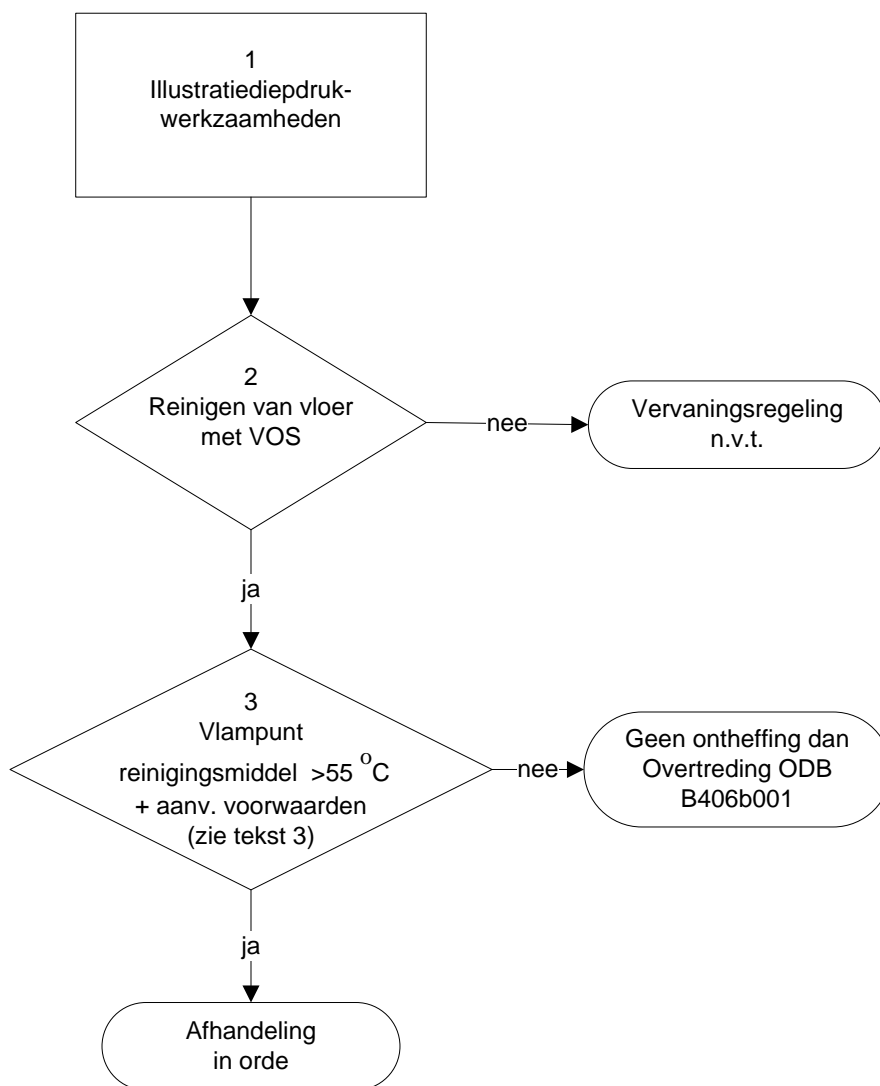 1
Illustratiediepdruk-
werkzaamheden
2
Reinigen van vloer
met VOS
nee
Vervaningsregeling
n.v.t.
ja
3
Vlampunt
reinigingsmiddel >55 °C
+ aanv. voorwaarden
(zie tekst 3)
nee
Geen ontheffing dan
Overtreding ODB
B406b001
ja
Afhandeling
in orde